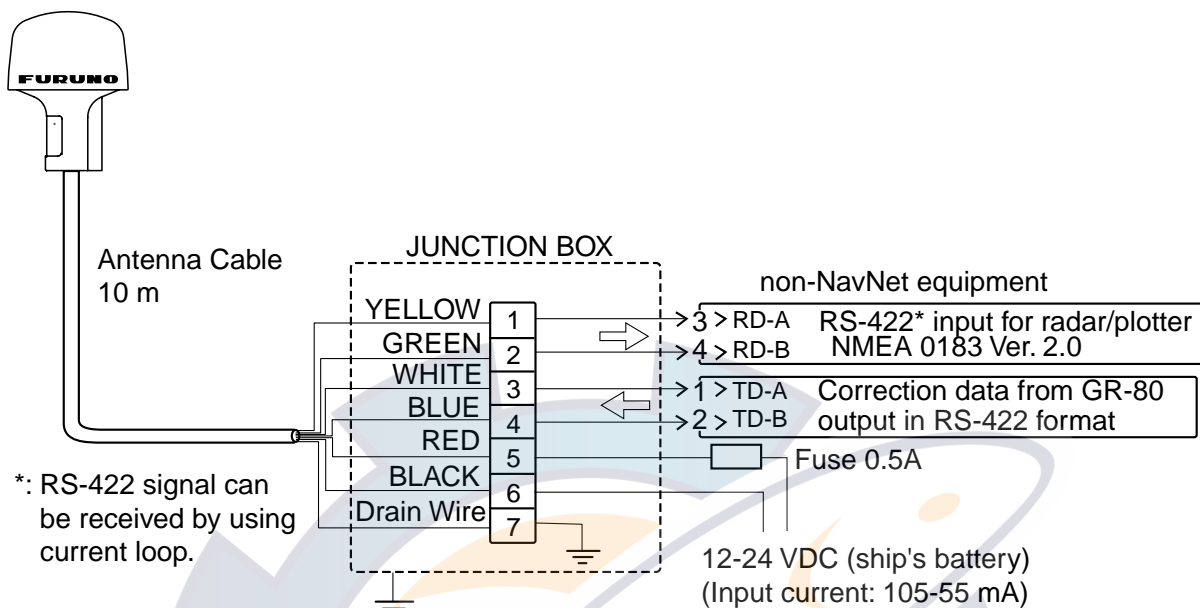 FURUNO
Antenna Cable
10 m
*: RS-422 signal can
be received by using
current loop.
JUNCTION BOX
YELLOW 1
GREEN 2
WHITE 3
BLUE 4
RED 5
BLACK 6
Drain Wire 7
non-NavNet equipment
3 RD-A RS-422* input for radar/plotter
4 RD-B NMEA 0183 Ver. 2.0
1 TD-A Correction data from GR-80
2 TD-B output in RS-422 format
Fuse 0.5A
12-24 VDC (ship's battery)
(Input current: 105-55 mA)